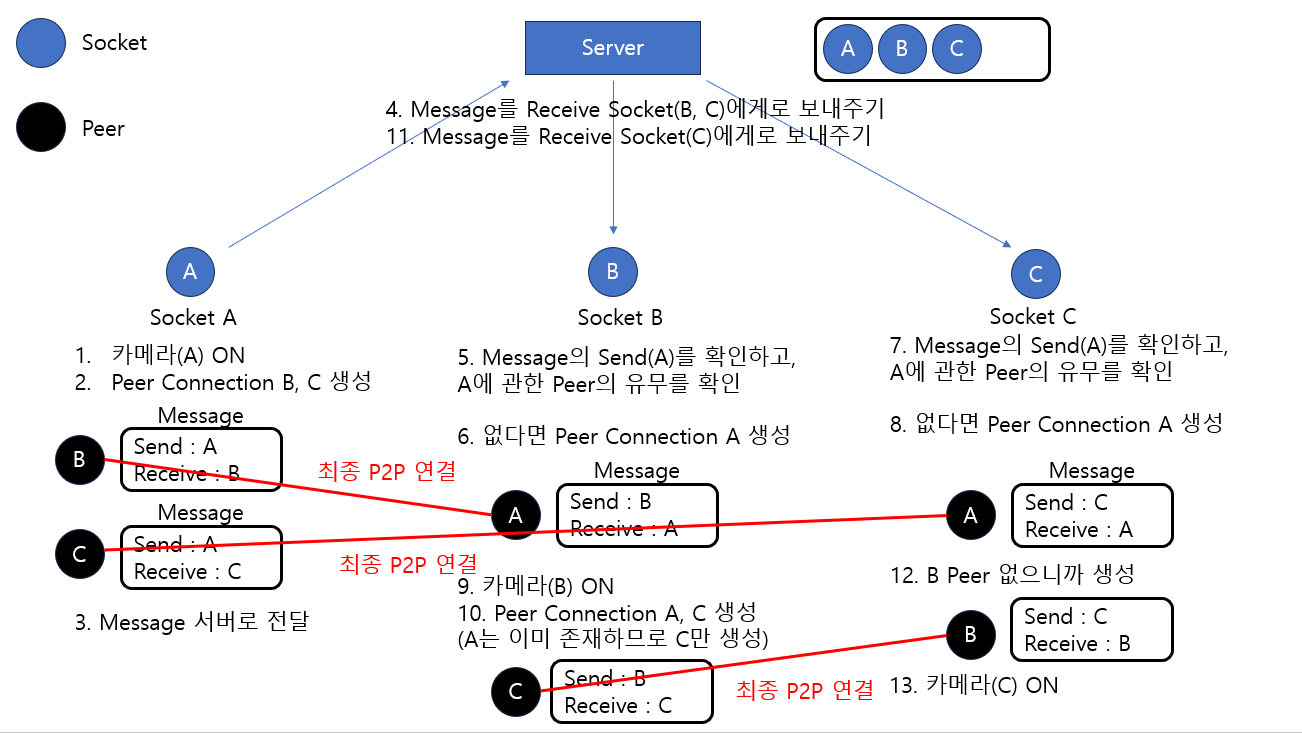 Socket
Peer
Server
A B C
4. Message를 Receive Socket(B, C)에게로 보내주기
11. Message를 Receive Socket(C)에게로 보내주기
A
Socket A
1. 카메라(A) ON
2. Peer Connection B, C 생성
Message
B
Send : A
Receive : B
Message
C
Send : A
Receive : C
3. Message 서버로 전달
최종 P2P 연결
최종 P2P 연결
B
Socket B
5. Message의 Send(A)를 확인하고,
A에 관한 Peer의 유무를 확인
6. 없다면 Peer Connection A 생성
Message
A
Send : B
Receive : A
9. 카메라(B) ON
10. Peer Connection A, C 생성
(A는 이미 존재하므로 C만 생성)
C
Send : B
Receive : C
최종 P2P 연결
C
Socket C
7. Message의 Send(A)를 확인하고,
A에 관한 Peer의 유무를 확인
8. 없다면 Peer Connection A 생성
Message
A
Send : C
Receive : A
12. B Peer 없으니까 생성
B
Send : C
Receive : B
13. 카메라(C) ON